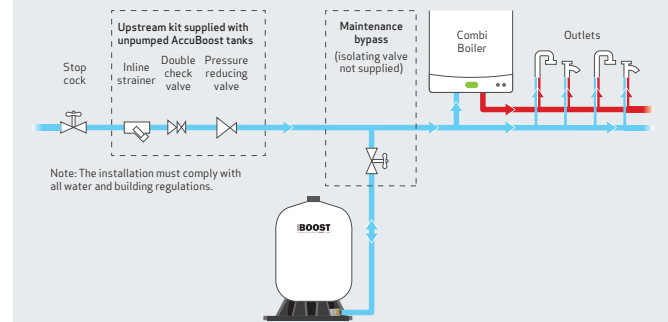 Upstream kit supplied with
unpumped AccuBoost tanks
Stop
cock
Inline
strainer
Double
check
valve
Pressure
reducing
valve
Maintenance
bypass
(isolating valve
not supplied)
Combi
Boiler
Outlets
Note: The installation must comply with
all water and building regulations.
BOOST